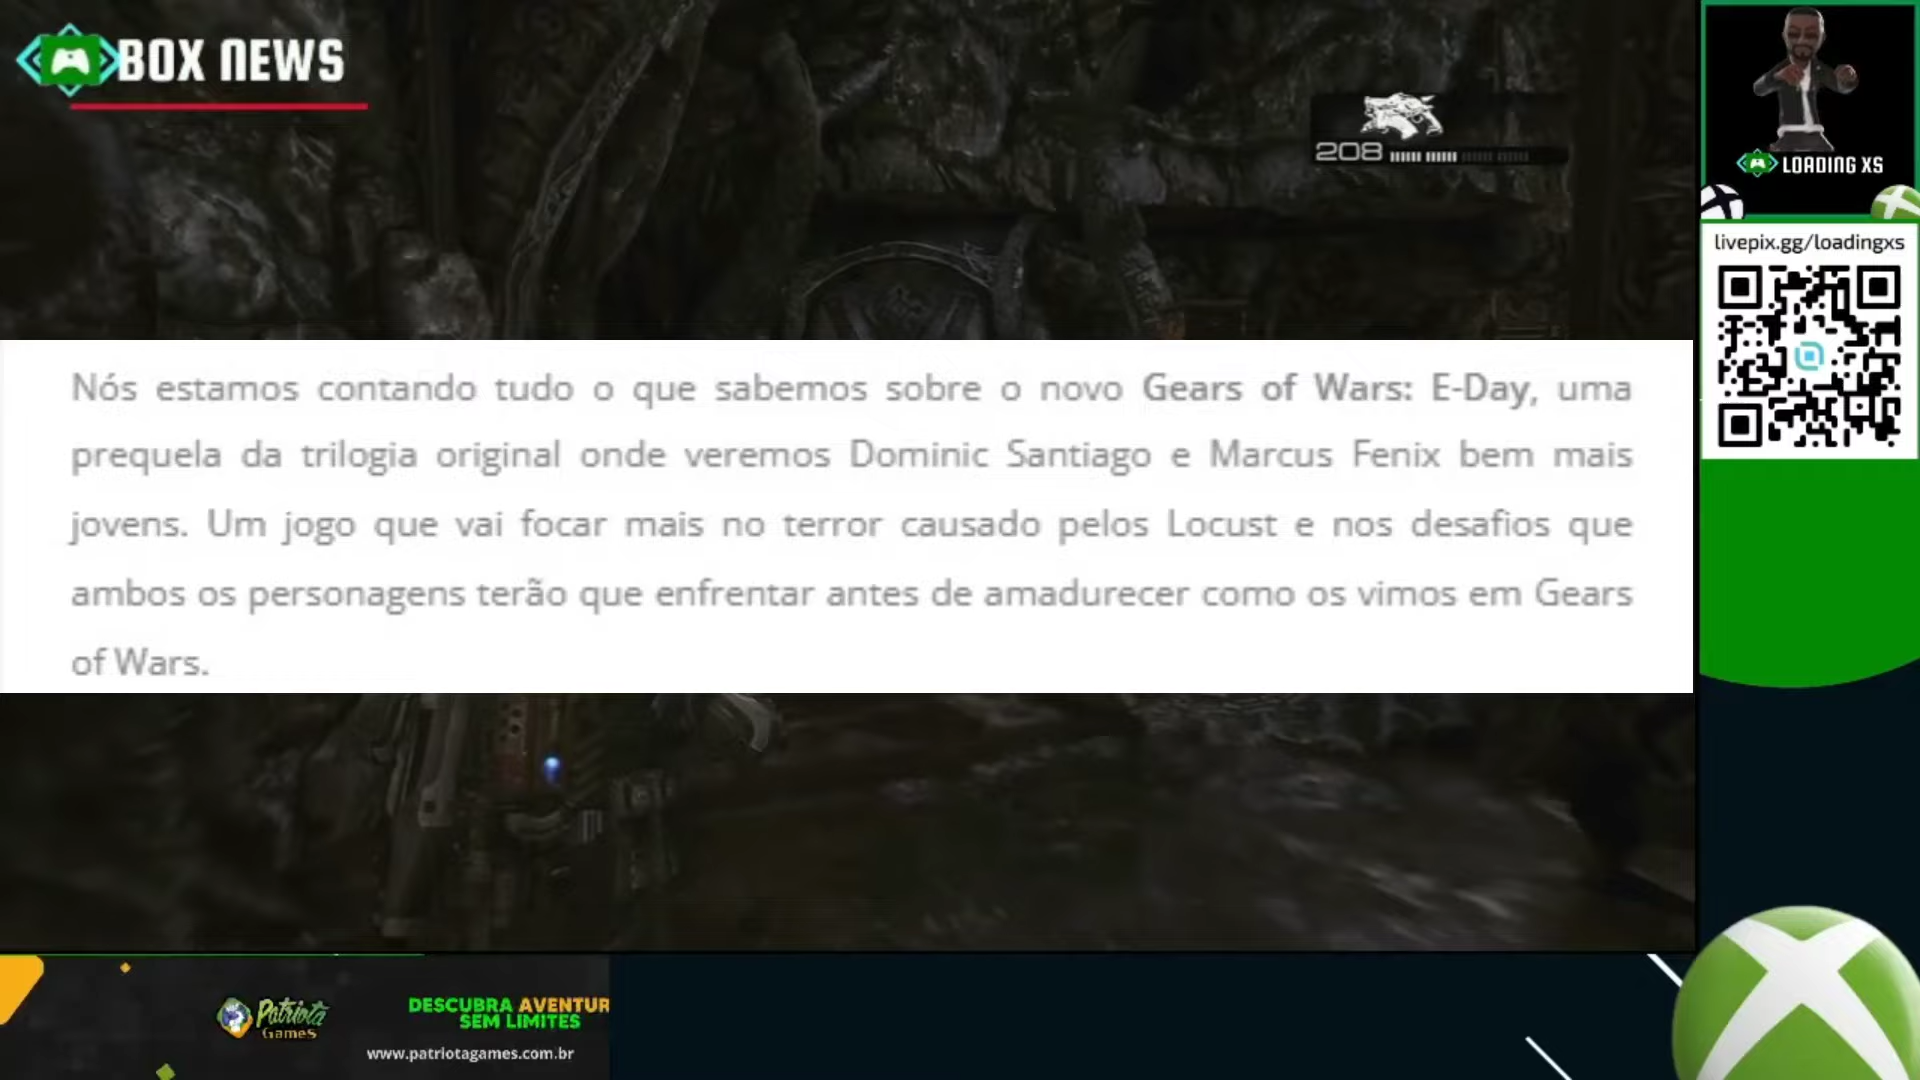 BOX NEWS
208
Nós estamos contando tudo o que sabemos sobre o novo Gears of Wars: E-Day, uma
prequela da trilogia original onde veremos Dominic Santiago e Marcus Fenix bem mais
jovens. Um jogo que vai focar mais no terror causado pelos Locust e nos desafios que
ambos os personagens terão que enfrentar antes de amadurecer como os vimos em Gears
of Wars.
LOADING XS
livepix.gg/loadingxs
Patriota
Games
DESCUBRA AVENTUR
SEM LIMITES
www.patriotagames.com.br